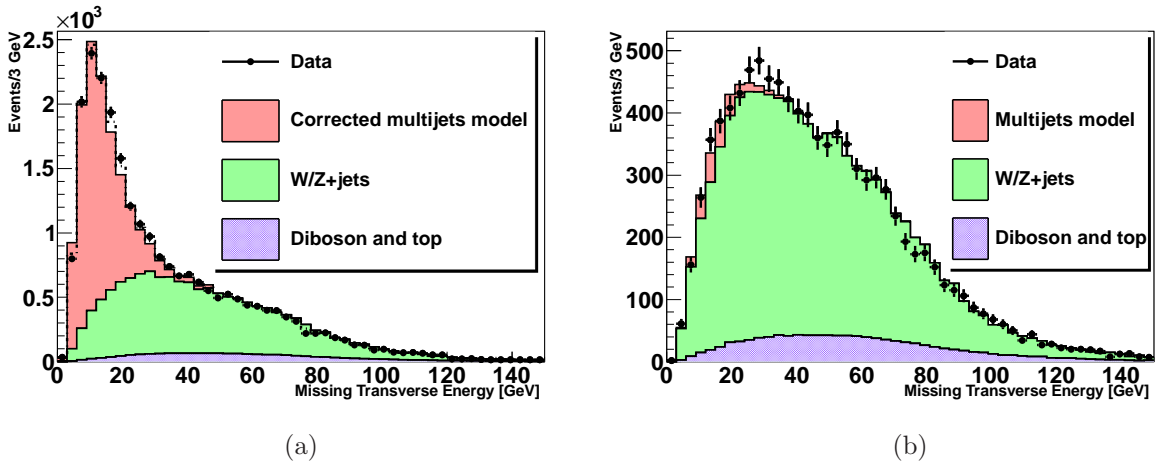 ×10³
Events/3 GeV
2.5
2
1.5
1
0.5
0
0 20 40 60 80 100 120 140
Missing Transverse Energy [GeV]
Data
Corrected multijets model
W/Z+jets
Diboson and top
(a)
Events/3 GeV
500
400
300
200
100
0
0 20 40 60 80 100 120 140
Missing Transverse Energy [GeV]
Data
Multijets model
W/Z+jets
Diboson and top
(b)